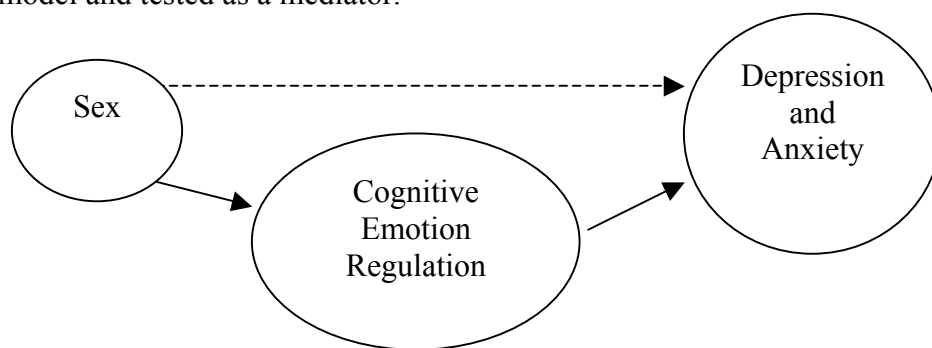 model and tested as a mediator.
Sex
Depression
and
Anxiety
Cognitive
Emotion
Regulation